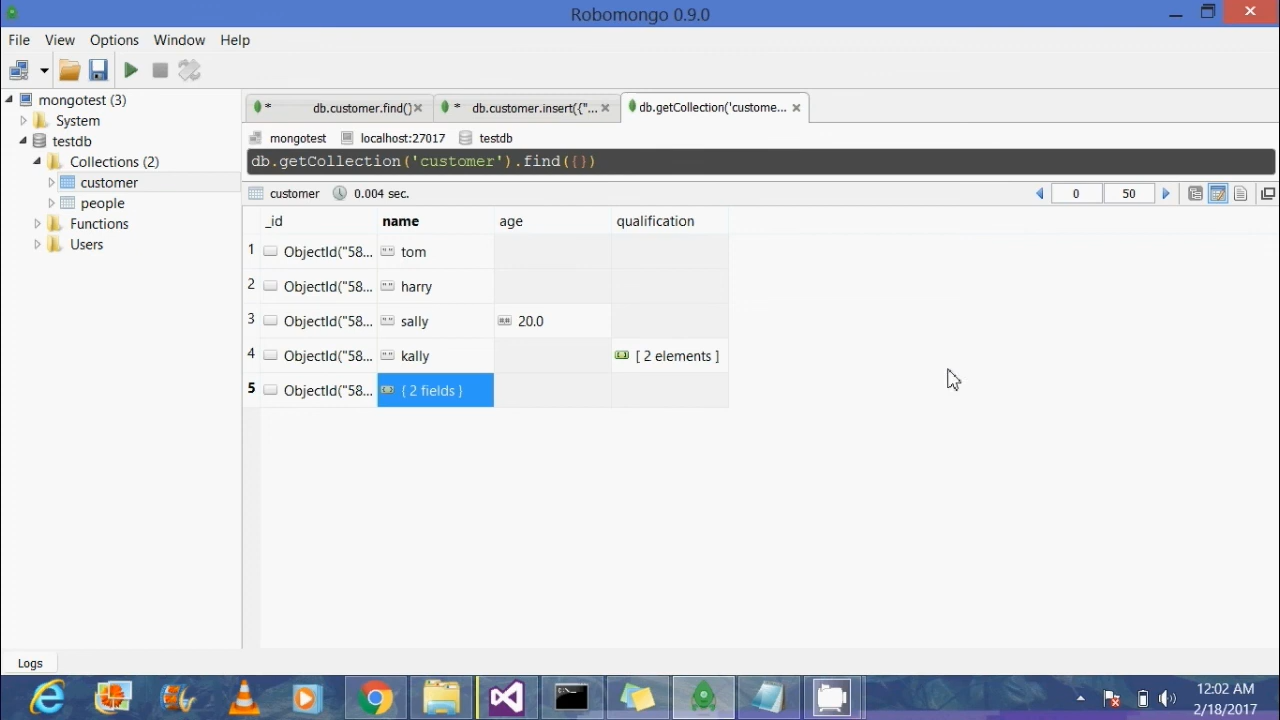 Robomongo 0.9.0
File View Options Window Help
mongotest (3)
System
testdb
Collections (2)
customer
people
Functions
Users
* db.customer.find()
* db.customer.insert({"...
db.getCollection('custome...
mongotest localhost:27017 testdb
db.getCollection('customer').find({})
customer 0.004 sec. 0 50
_id name age qualification
1 ObjectId("58... tom
2 ObjectId("58... harry
3 ObjectId("58... sally 20.0
4 ObjectId("58... kally [ 2 elements ]
5 ObjectId("58... { 2 fields }
Logs
12:02 AM
2/18/2017